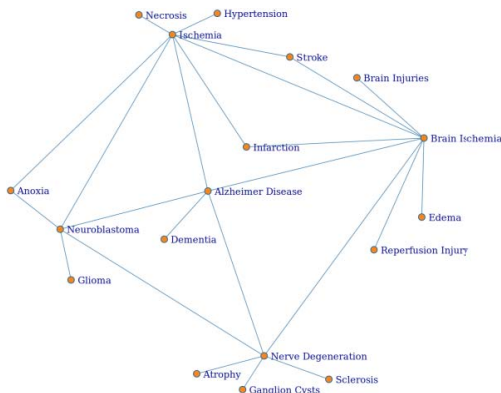 Necrosis
Hypertension
Ischemia
Stroke
Brain Injuries
Brain Ischemia
Infarction
Anoxia
Alzheimer Disease
Edema
Neuroblastoma
Dementia
Reperfusion Injury
Glioma
Nerve Degeneration
Atrophy
Sclerosis
Ganglion Cysts